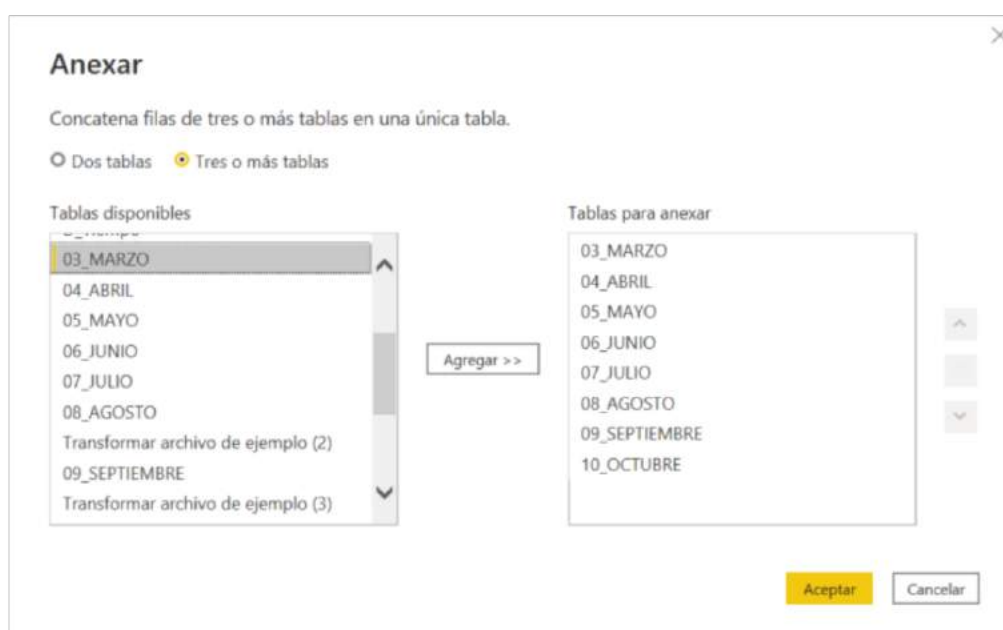 Anexar
Concatena filas de tres o más tablas en una única tabla.
Dos tablas Tres o más tablas
Tablas disponibles
03_MARZO
04_ABRIL
05_MAYO
06_JUNIO
07_JULIO
08_AGOSTO
Transformar archivo de ejemplo (2)
09_SEPTIEMBRE
Transformar archivo de ejemplo (3)
Agregar >>
Tablas para anexar
03_MARZO
04_ABRIL
05_MAYO
06_JUNIO
07_JULIO
08_AGOSTO
09_SEPTIEMBRE
10_OCTUBRE
Aceptar Cancelar